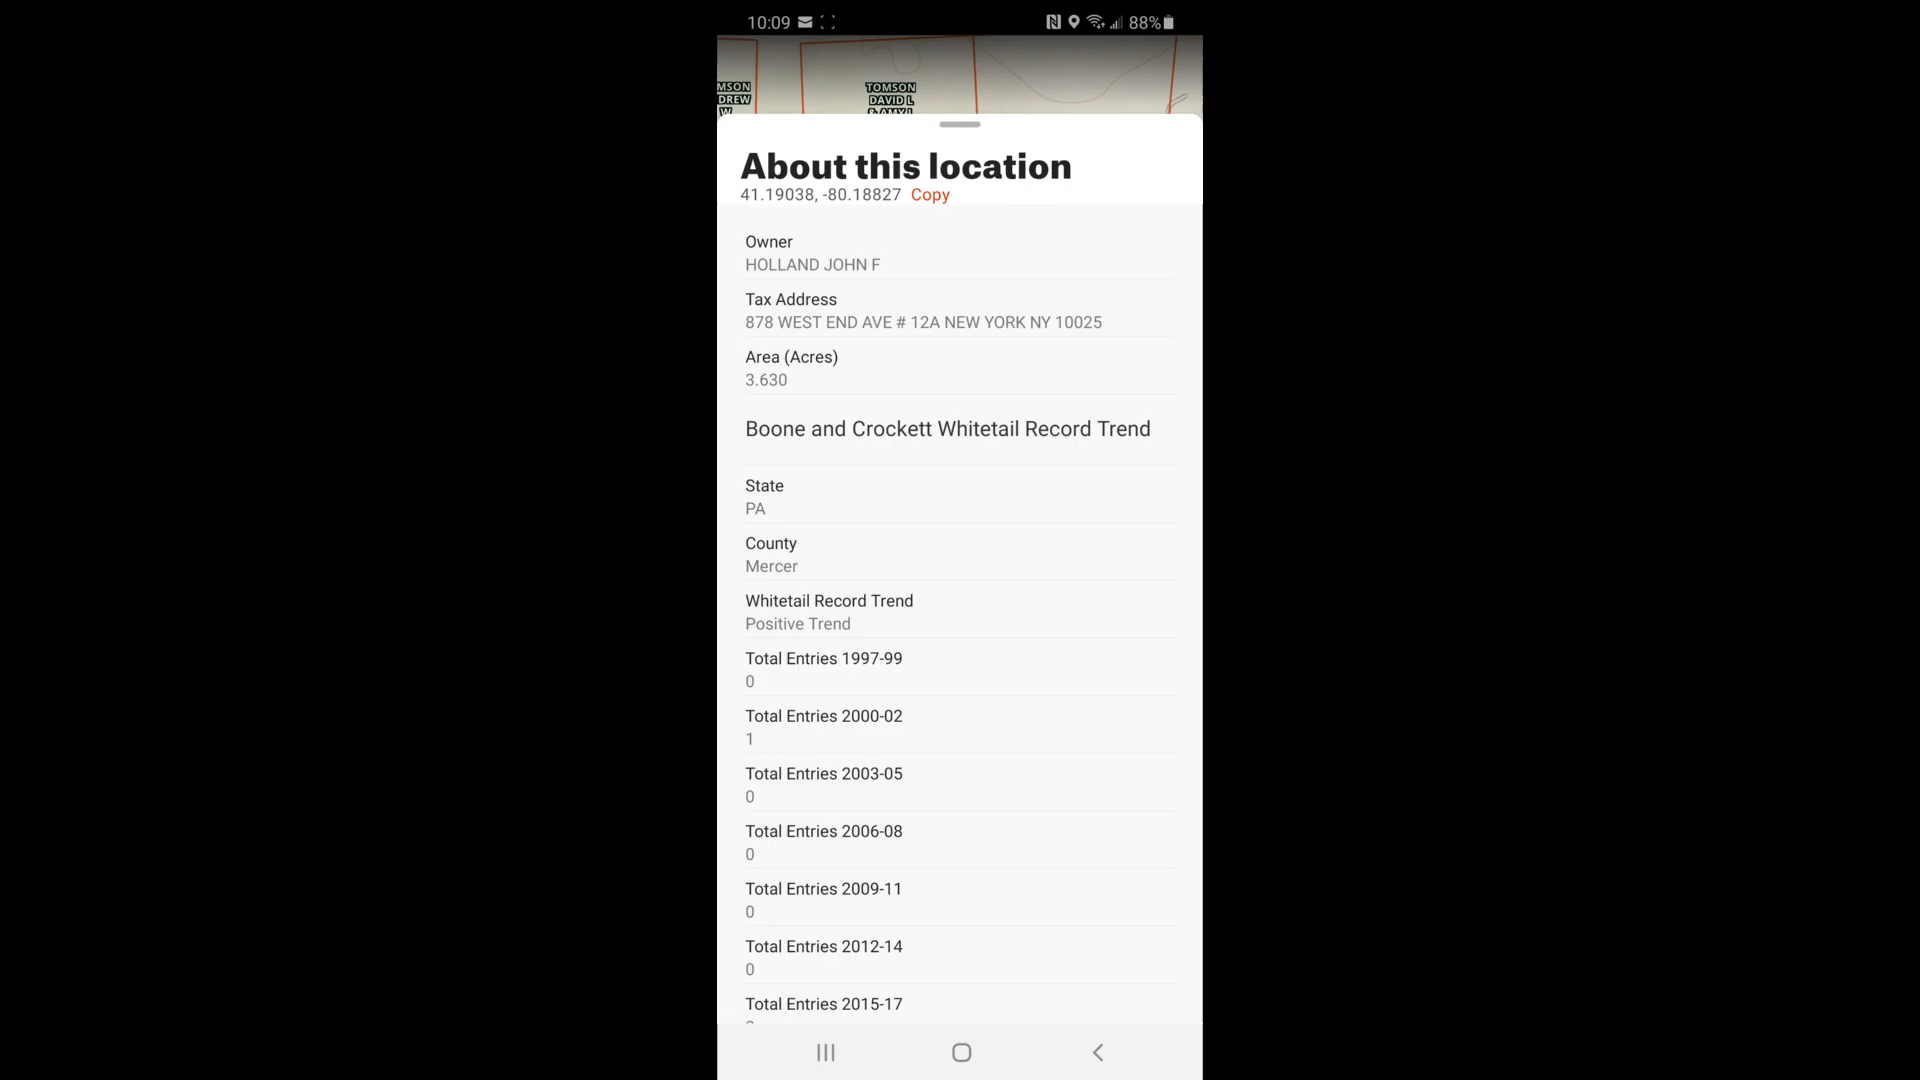 10:09
88%
MSON
DREW
W
TOMSON
DAVID L
& AMY L
About this location
41.19038, -80.18827 Copy
Owner
HOLLAND JOHN F
Tax Address
878 WEST END AVE # 12A NEW YORK NY 10025
Area (Acres)
3.630
Boone and Crockett Whitetail Record Trend
State
PA
County
Mercer
Whitetail Record Trend
Positive Trend
Total Entries 1997-99
0
Total Entries 2000-02
1
Total Entries 2003-05
0
Total Entries 2006-08
0
Total Entries 2009-11
0
Total Entries 2012-14
0
Total Entries 2015-17